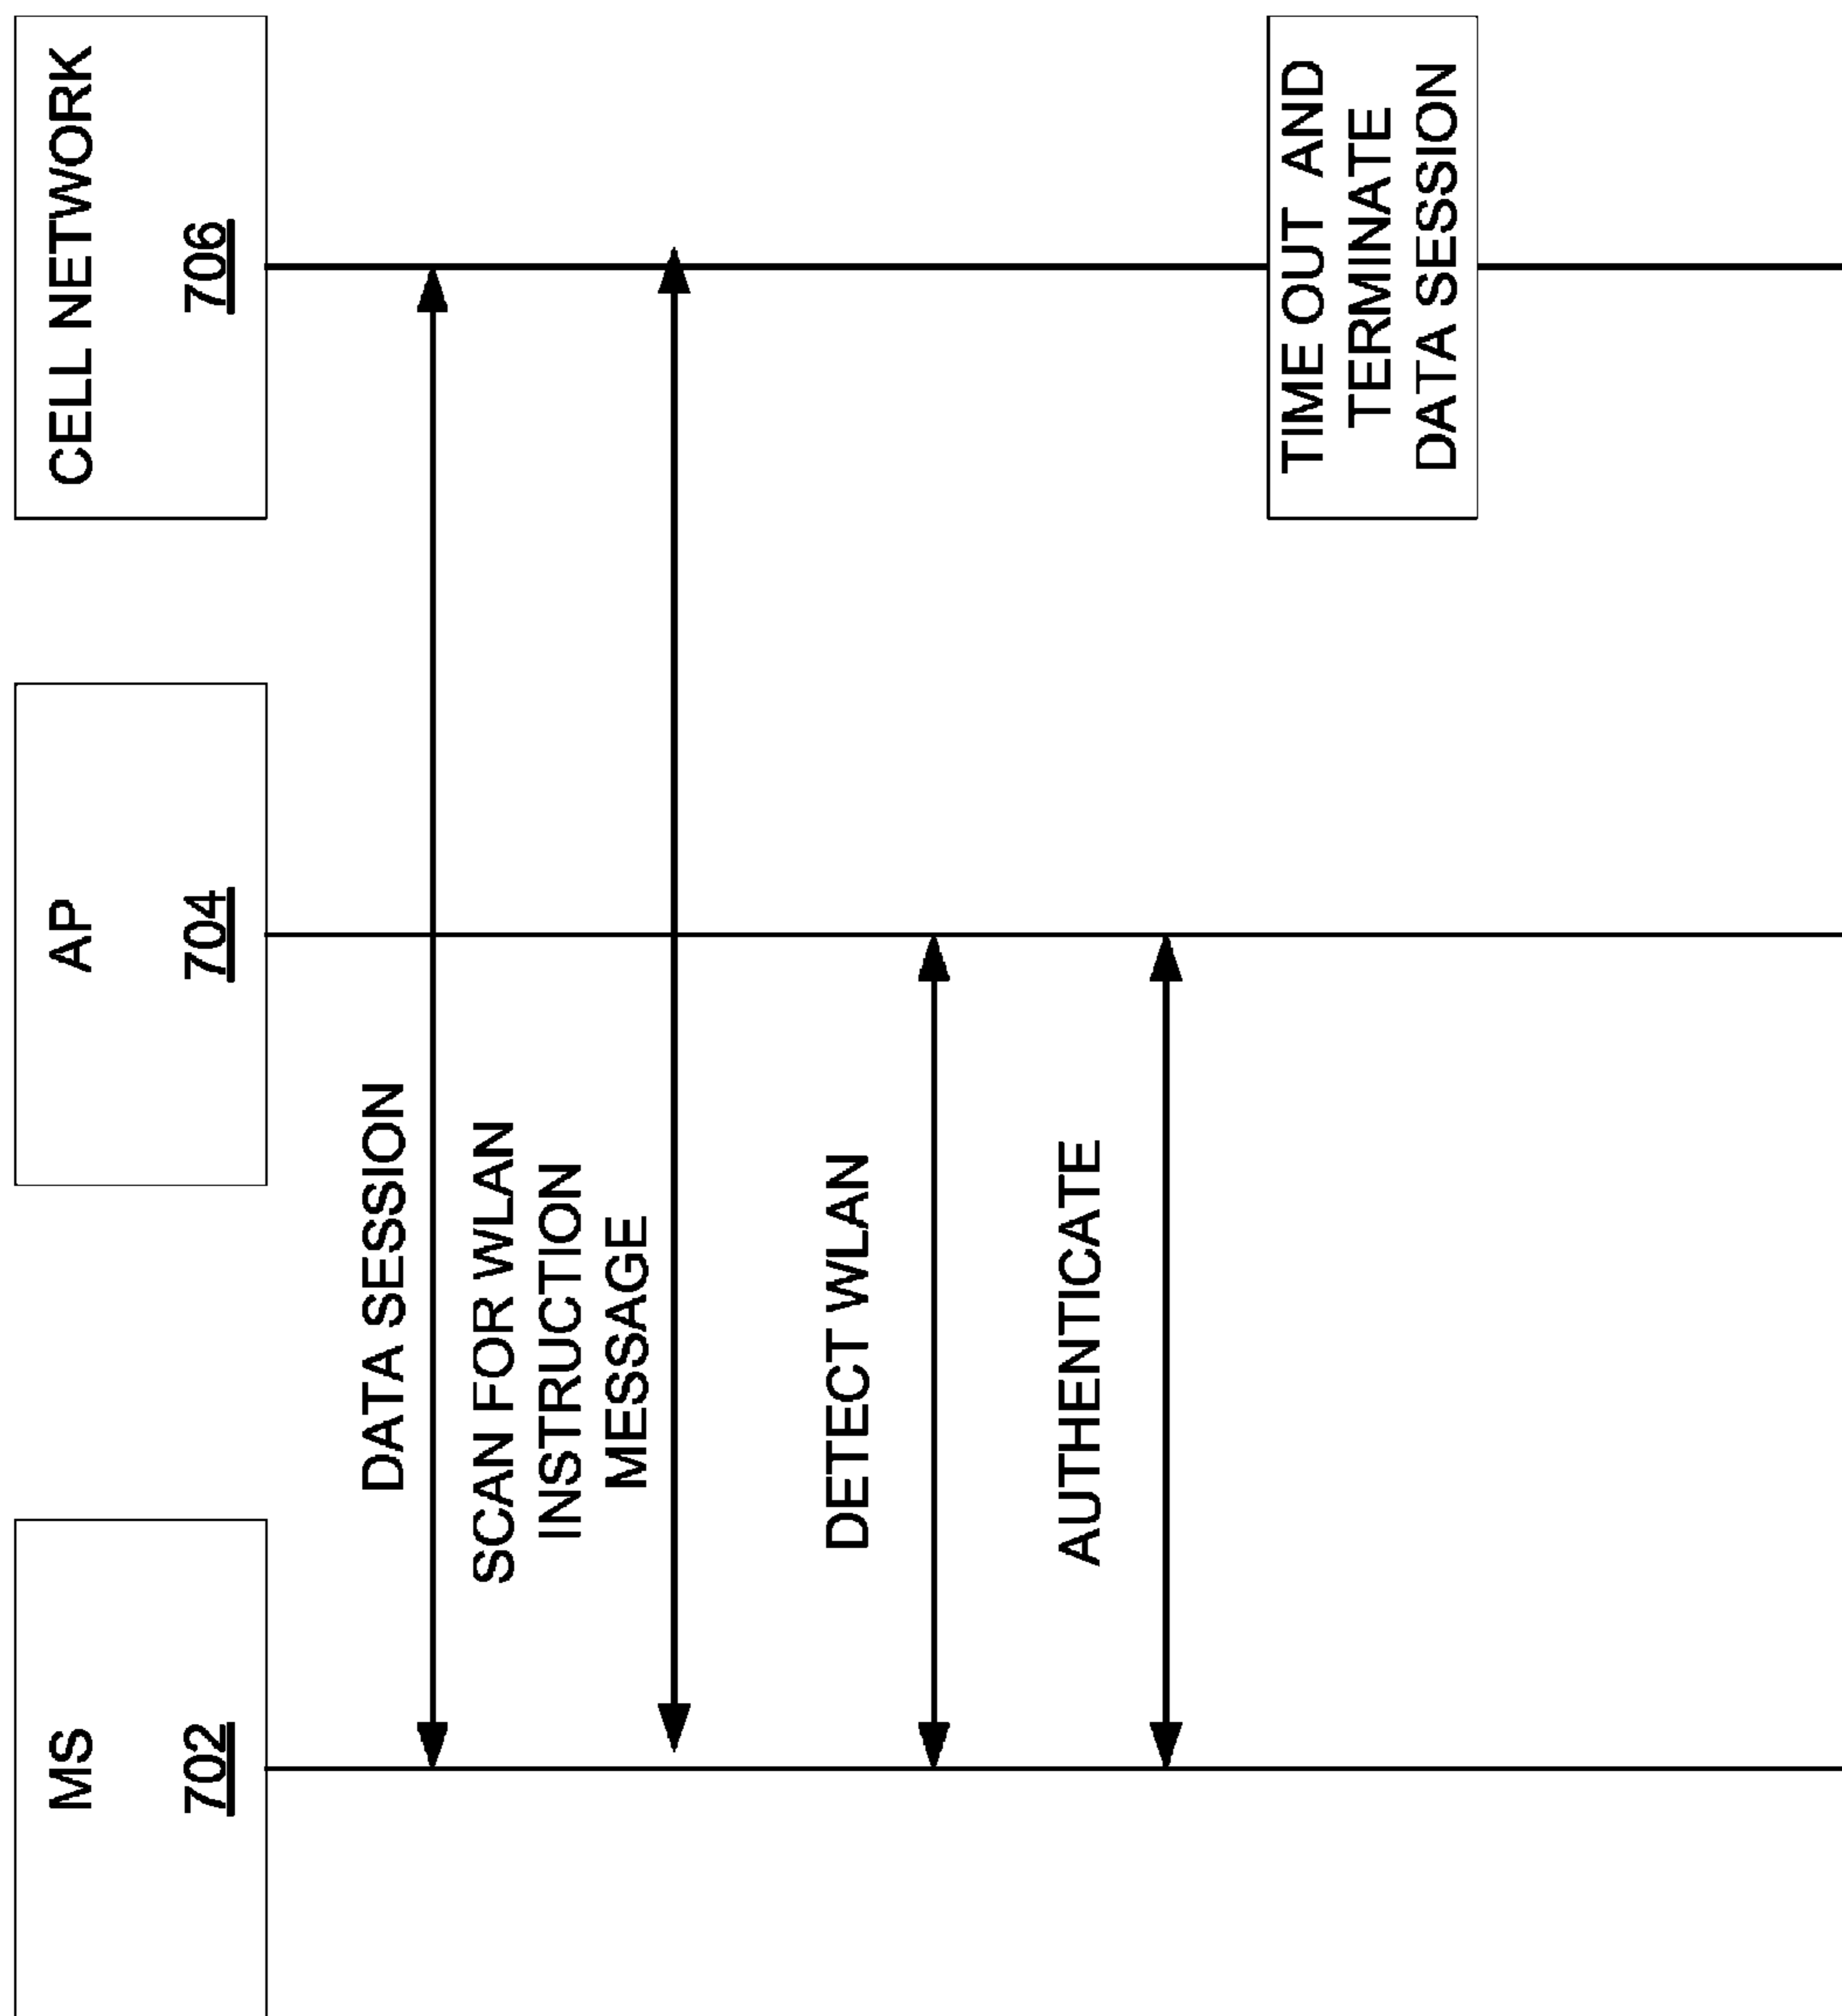 MS
702
AP
704
CELL NETWORK
706
DATA SESSION
SCAN FOR WLAN
INSTRUCTION
MESSAGE
DETECT WLAN
AUTHENTICATE
TIME OUT AND
TERMINATE
DATA SESSION